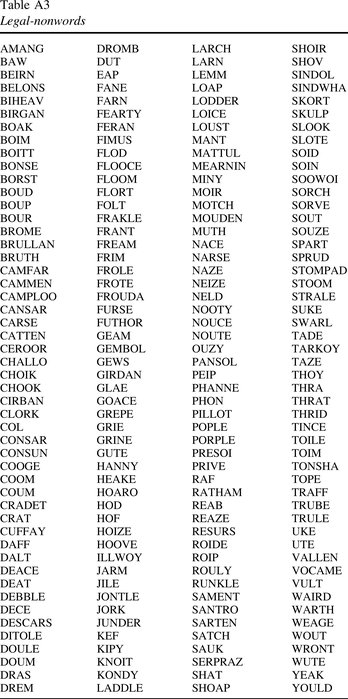 Table A3
Legal-nonwords
AMANG DROMB LARCH SHOIR
BAW DUT LARN SHOV
BEIRN EAP LEMM SINDOL
BELONS FANE LOAP SINDWHA
BIHEAV FARN LODDER SKORT
BIRGAN FEARTY LOICE SKULP
BOAK FERAN LOUST SLOOK
BOIM FIMUS MANT SLOTE
BOITT FLOD MATTUL SOID
BONSE FLOOCE MEARNIN SOIN
BORST FLOOM MINY SOOWOI
BOUD FLORT MOIR SORCH
BOUP FOLT MOTCH SORVE
BOUR FRAKLE MOUDEN SOUT
BROME FRANT MUTH SOUZE
BRULLAN FREAM NACE SPART
BRUTH FRIM NARSE SPRUD
CAMFAR FROLE NAZE STOMPAD
CAMMEN FROTE NEIZE STOOM
CAMPLOO FROUDA NELD STRALE
CANSAR FURSE NOOTY SUKE
CARSE FUTHOR NOUCE SWARL
CATTEN GEAM NOUTE TADE
CEROOR GEMBOL OUZY TARKOY
CHALLO GEWS PANSOL TAZE
CHOIK GIRDAN PEIP THOY
CHOOK GLAE PHANNE THRA
CIRBAN GOACE PHON THRAT
CLORK GREPE PILLOT THRID
COL GRIE POPLE TINCE
CONSAR GRINE PORPLE TOILE
CONSUN GUTE PRESOI TOIM
COOGE HANNY PRIVE TONSHA
COOM HEAKE RAF TOPE
COUM HOARO RATHAM TRAFF
CRADET HOD REAB TRUBE
CRAT HOF REAZE TRULE
CUFFAY HOIZE RESURS UKE
DAFF HOOVE ROIDE UTE
DALT ILLWOY ROIP VALLEN
DEACE JARM ROULY VOCAME
DEAT JILE RUNKLE VULT
DEBBLE JONTLE SAMENT WAIRD
DECE JORK SANTRO WARTH
DESCARS JUNDER SARTEN WEAGE
DITOLE KEF SATCH WOUT
DOULE KIPY SAUK WRONT
DOUM KNOIT SERPRAZ WUTE
DRAS KONDY SHAT YEAK
DREM LADDLE SHOAP YOULD